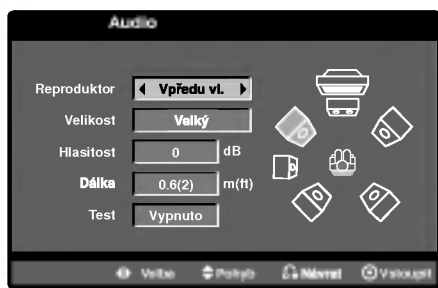 Audio
Reproduktor Vpředu vl.
Velikost Velký
Hlasitost 0 dB
Dálka 0.6(2) m(ft)
Test Vypnuto
Volba Pohyb Návrat Vstoupit